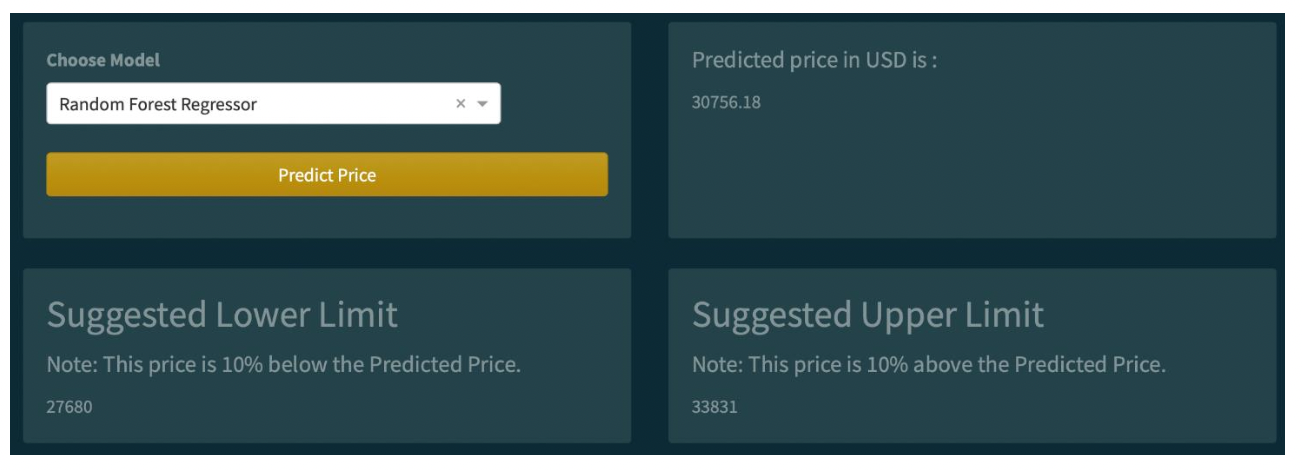 Choose Model
Random Forest Regressor
Predict Price
Predicted price in USD is :
30756.18
Suggested Lower Limit
Note: This price is 10% below the Predicted Price.
27680
Suggested Upper Limit
Note: This price is 10% above the Predicted Price.
33831